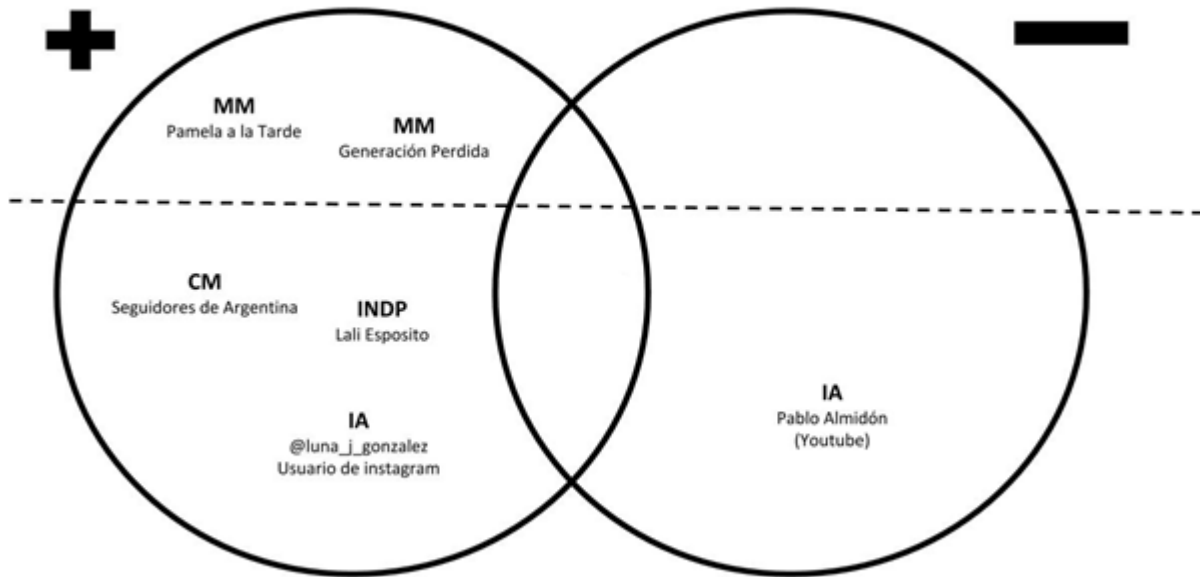 MM
Pamela a la Tarde
MM
Generación Perdida
CM
Seguidores de Argentina
INDP
Lali Esposito
IA
@luna_j_gonzalez
Usuario de instagram
IA
Pablo Almidón
(Youtube)